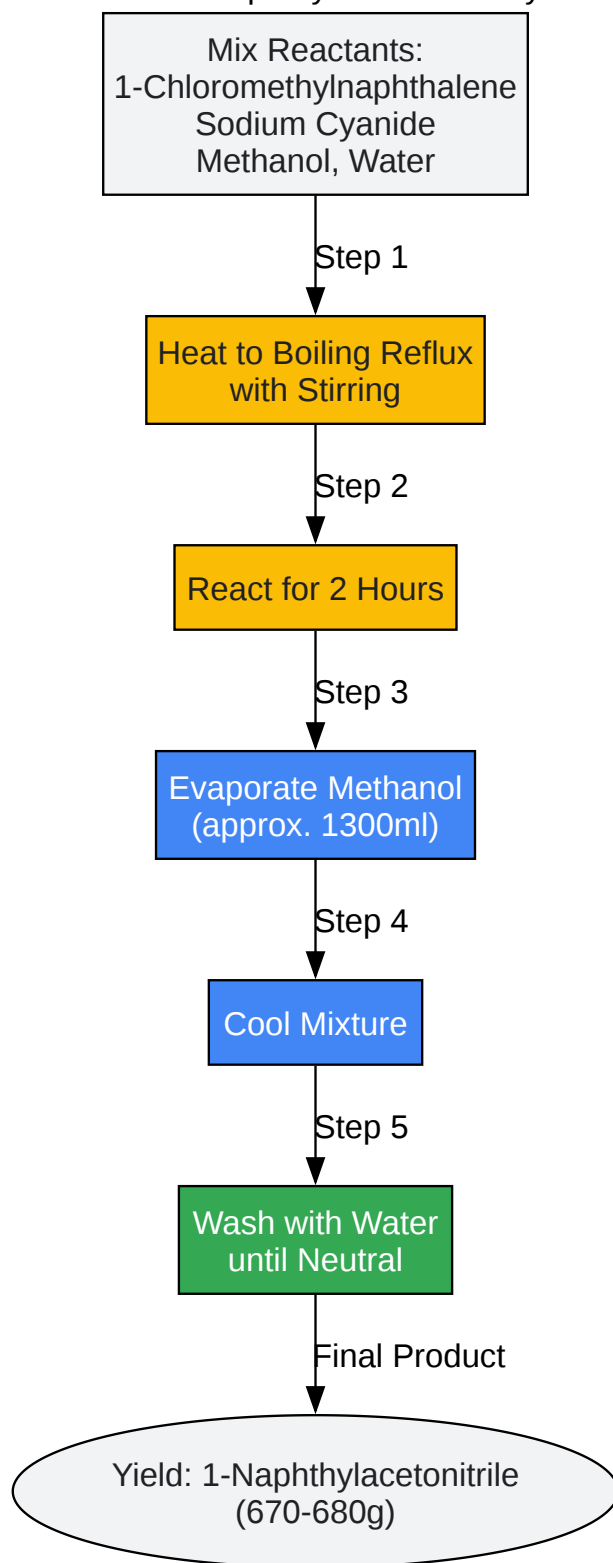 Mix Reactants:
1-Chloromethylnaphthalene
Sodium Cyanide
Methanol, Water
Step 1
Heat to Boiling Reflux
with Stirring
Step 2
React for 2 Hours
Step 3
Evaporate Methanol
(approx. 1300ml)
Step 4
Cool Mixture
Step 5
Wash with Water
until Neutral
Final Product
Yield: 1-Naphthylacetonitrile
(670-680g)